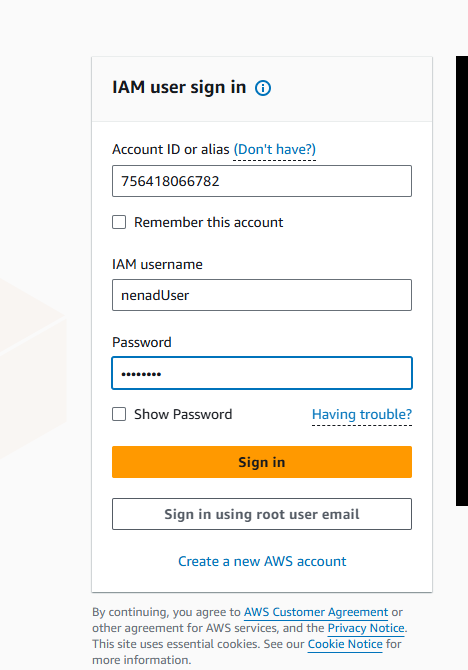 IAM user sign in
Account ID or alias (Don't have?)
756418066782
Remember this account
IAM username
nenadUser
Password
••••••••
Show Password
Having trouble?
Sign in
Sign in using root user email
Create a new AWS account
By continuing, you agree to AWS Customer Agreement or
other agreement for AWS services, and the Privacy Notice.
This site uses essential cookies. See our Cookie Notice for
more information.